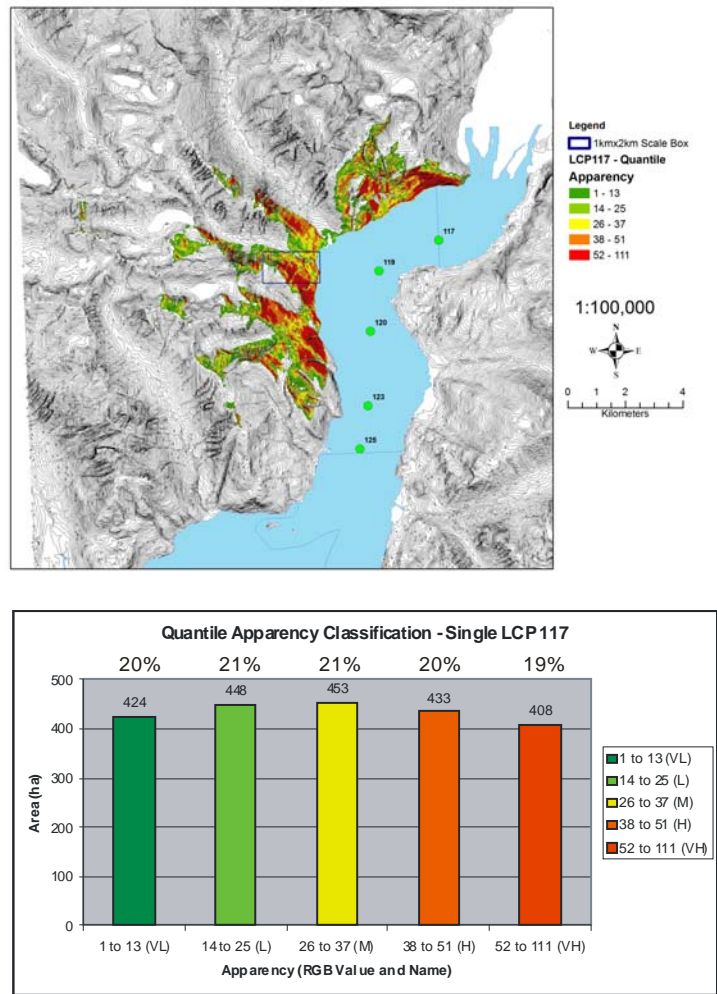 Legend
1kmx2km Scale Box
LCP117 - Quantile
Apparency
1 - 13
14 - 25
26 - 37
38 - 51
52 - 111
117
119
120
123
125
1:100,000
N
W E
S
0 2 4
Kilometers
Quantile Apparency Classification - Single LCP117
20% 21% 21% 20% 19%
500
400
300
200
100
0
424 448 453 433 408
Area (ha)
1 to 13 (VL)
14 to 25 (L)
26 to 37 (M)
38 to 51 (H)
52 to 111 (VH)
1 to 13 (VL) 14 to 25 (L) 26 to 37 (M) 38 to 51 (H) 52 to 111 (VH)
Apparency (RGB Value and Name)